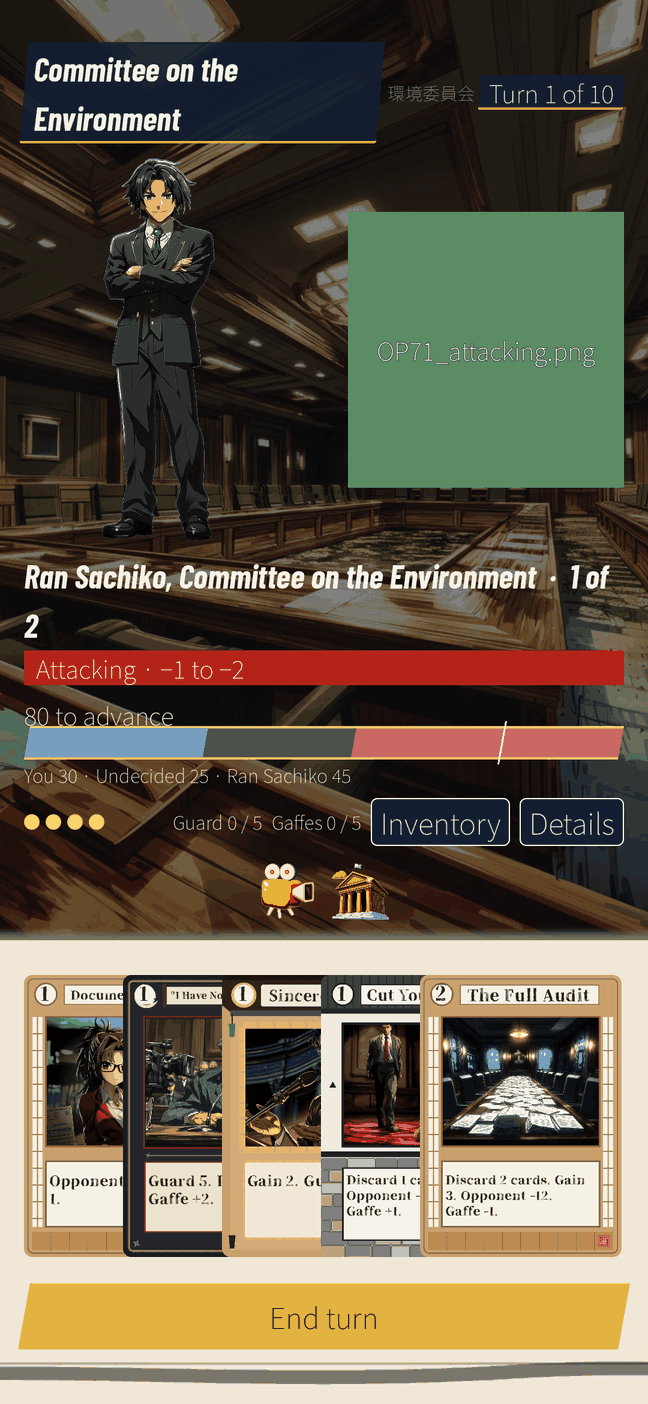 Committee on the
Environment
環境委員会
Turn 1 of 10
OP71_attacking.png
Ran Sachiko, Committee on the Environment · 1 of
2
Attacking · −1 to −2
80 to advance
You 30 · Undecided 25 · Ran Sachiko 45
Guard 0 / 5 Gaffes 0 / 5
Inventory
Details
1
Opponent
1.
1
"I Have No
Guard 5.
Gaffe +2.
1
Gain 2.
1
Discard 1
Opponent
Gaffe +1.
2 The Full Audit
Discard 2 cards. Gain
3. Opponent -12.
Gaffe -1.
End turn